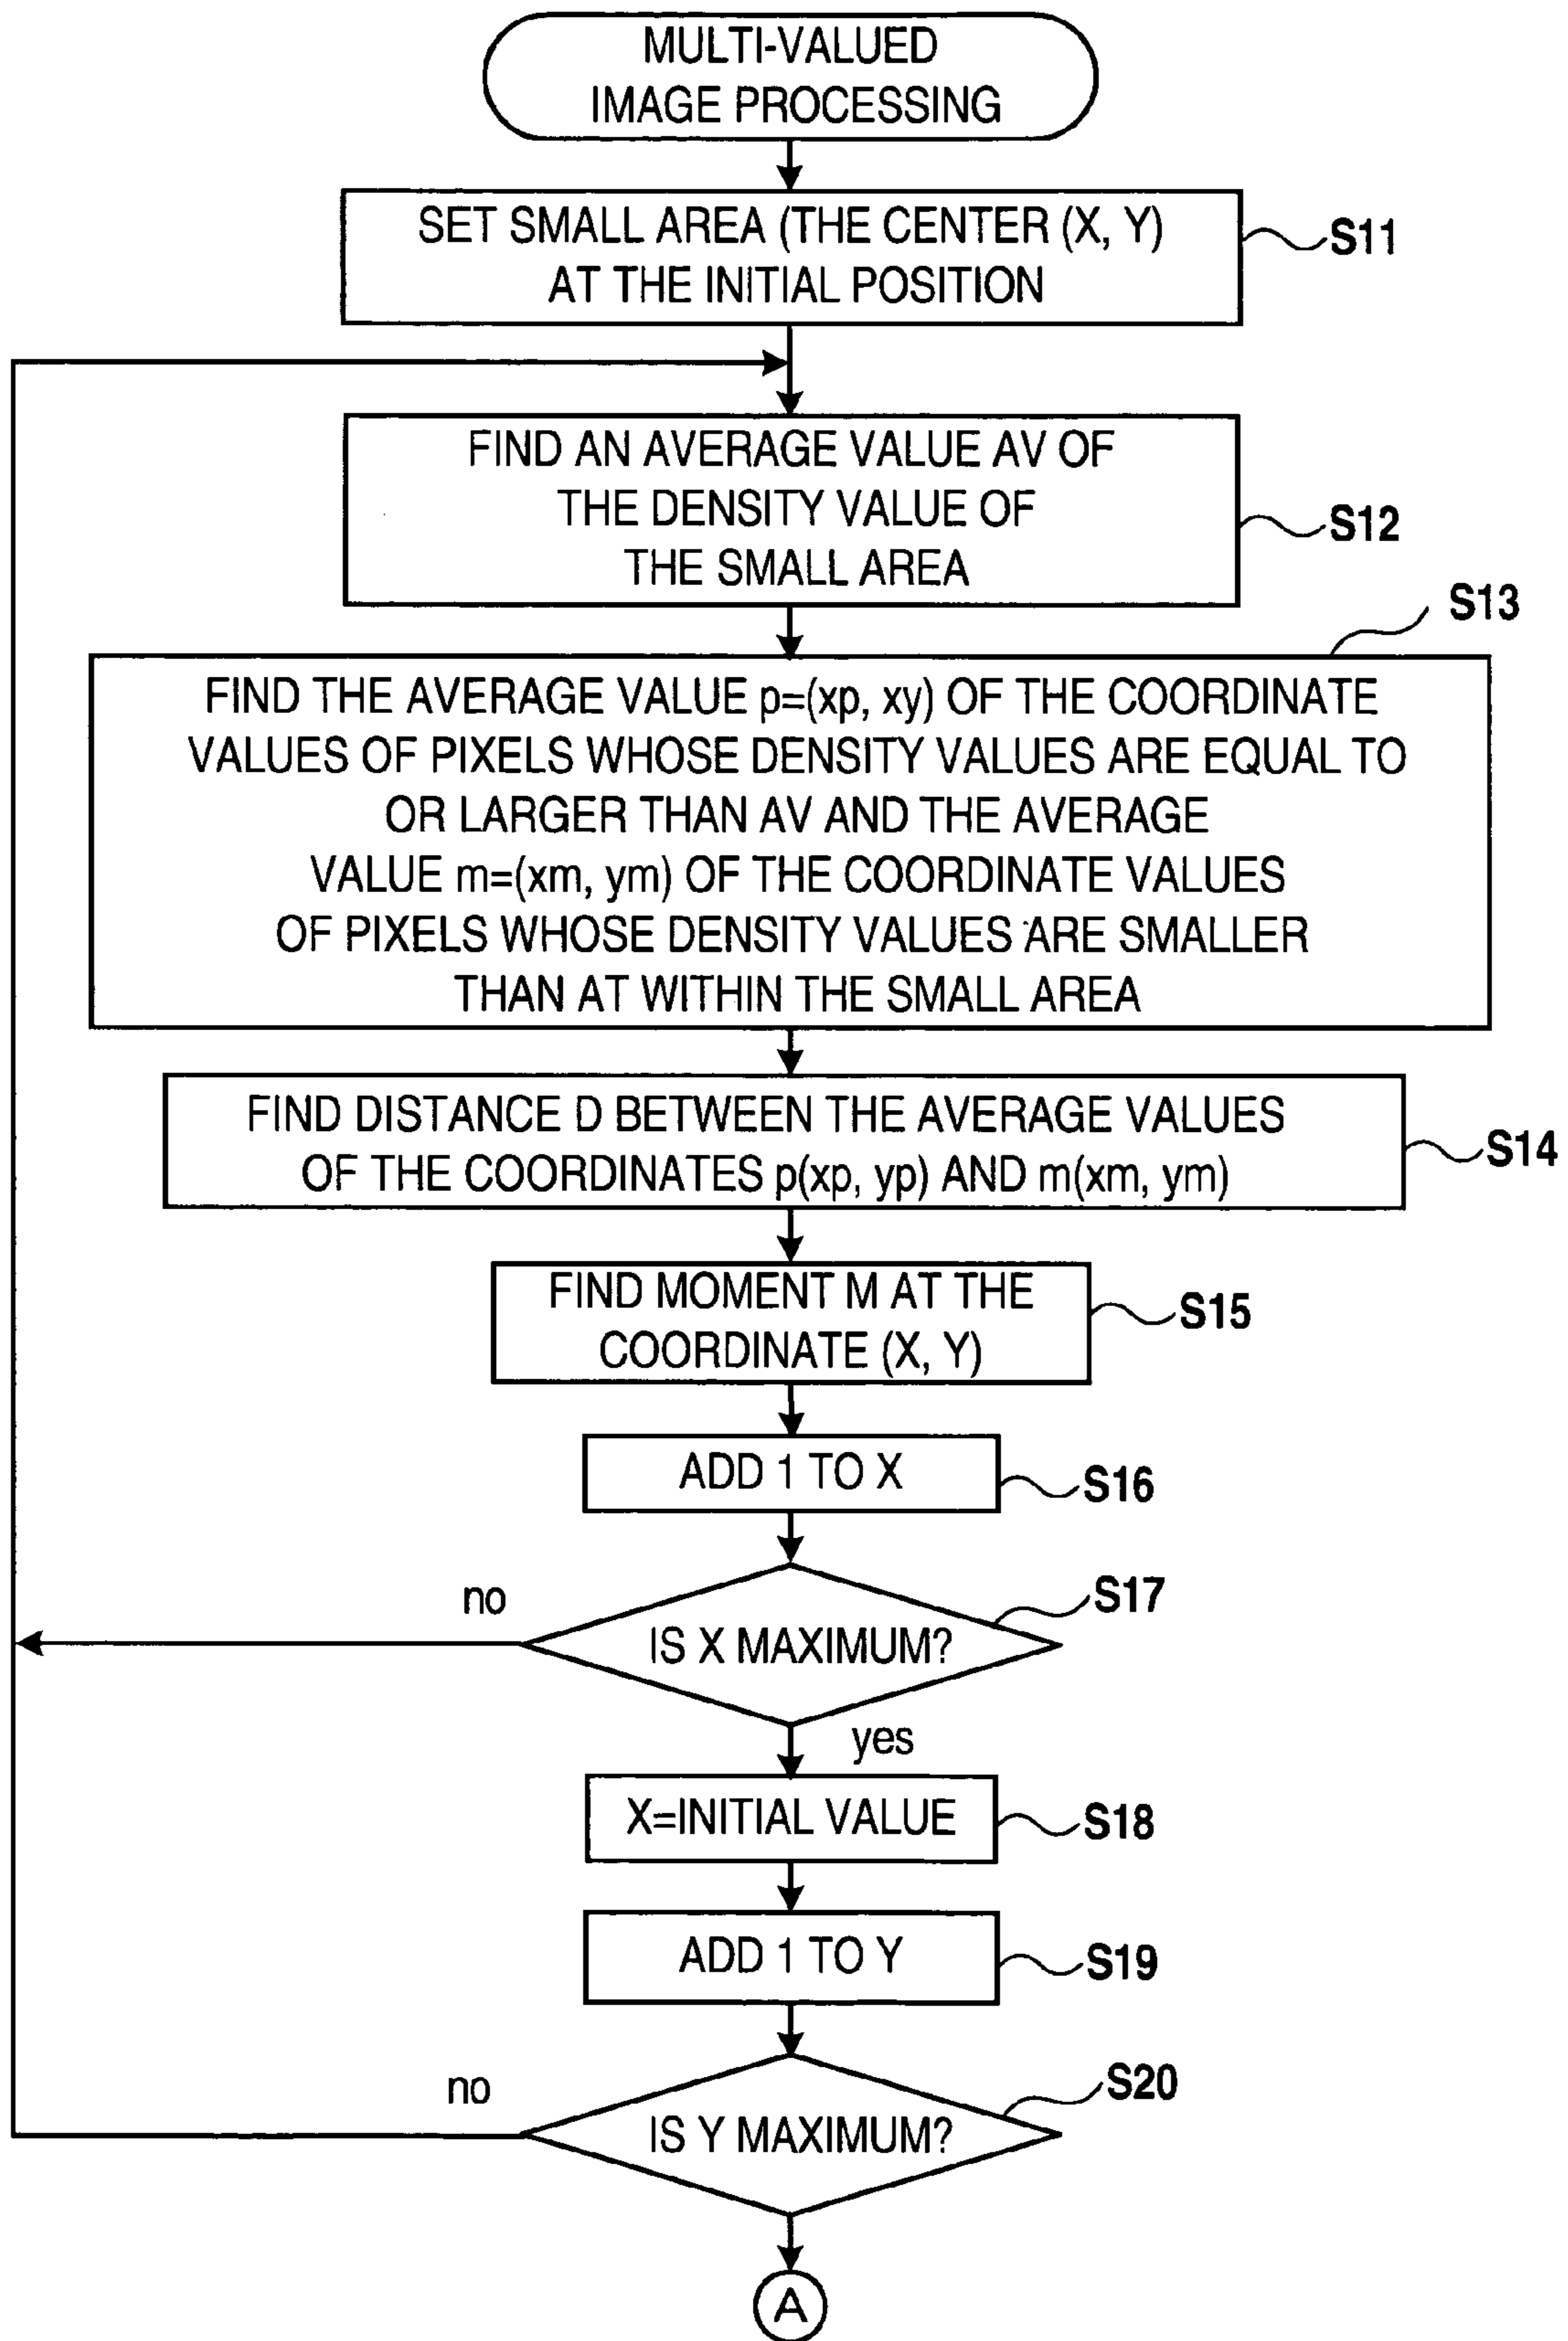 MULTI-VALUED
IMAGE PROCESSING
SET SMALL AREA (THE CENTER (X, Y)
AT THE INITIAL POSITION
S11
FIND AN AVERAGE VALUE AV OF
THE DENSITY VALUE OF
THE SMALL AREA
S12
S13
FIND THE AVERAGE VALUE p=(xp, xy) OF THE COORDINATE
VALUES OF PIXELS WHOSE DENSITY VALUES ARE EQUAL TO
OR LARGER THAN AV AND THE AVERAGE
VALUE m=(xm, ym) OF THE COORDINATE VALUES
OF PIXELS WHOSE DENSITY VALUES ARE SMALLER
THAN AT WITHIN THE SMALL AREA
FIND DISTANCE D BETWEEN THE AVERAGE VALUES
OF THE COORDINATES p(xp, yp) AND m(xm, ym)
S14
FIND MOMENT M AT THE
COORDINATE (X, Y)
S15
ADD 1 TO X
S16
no
S17
IS X MAXIMUM?
yes
X=INITIAL VALUE
S18
ADD 1 TO Y
S19
no
S20
IS Y MAXIMUM?
A